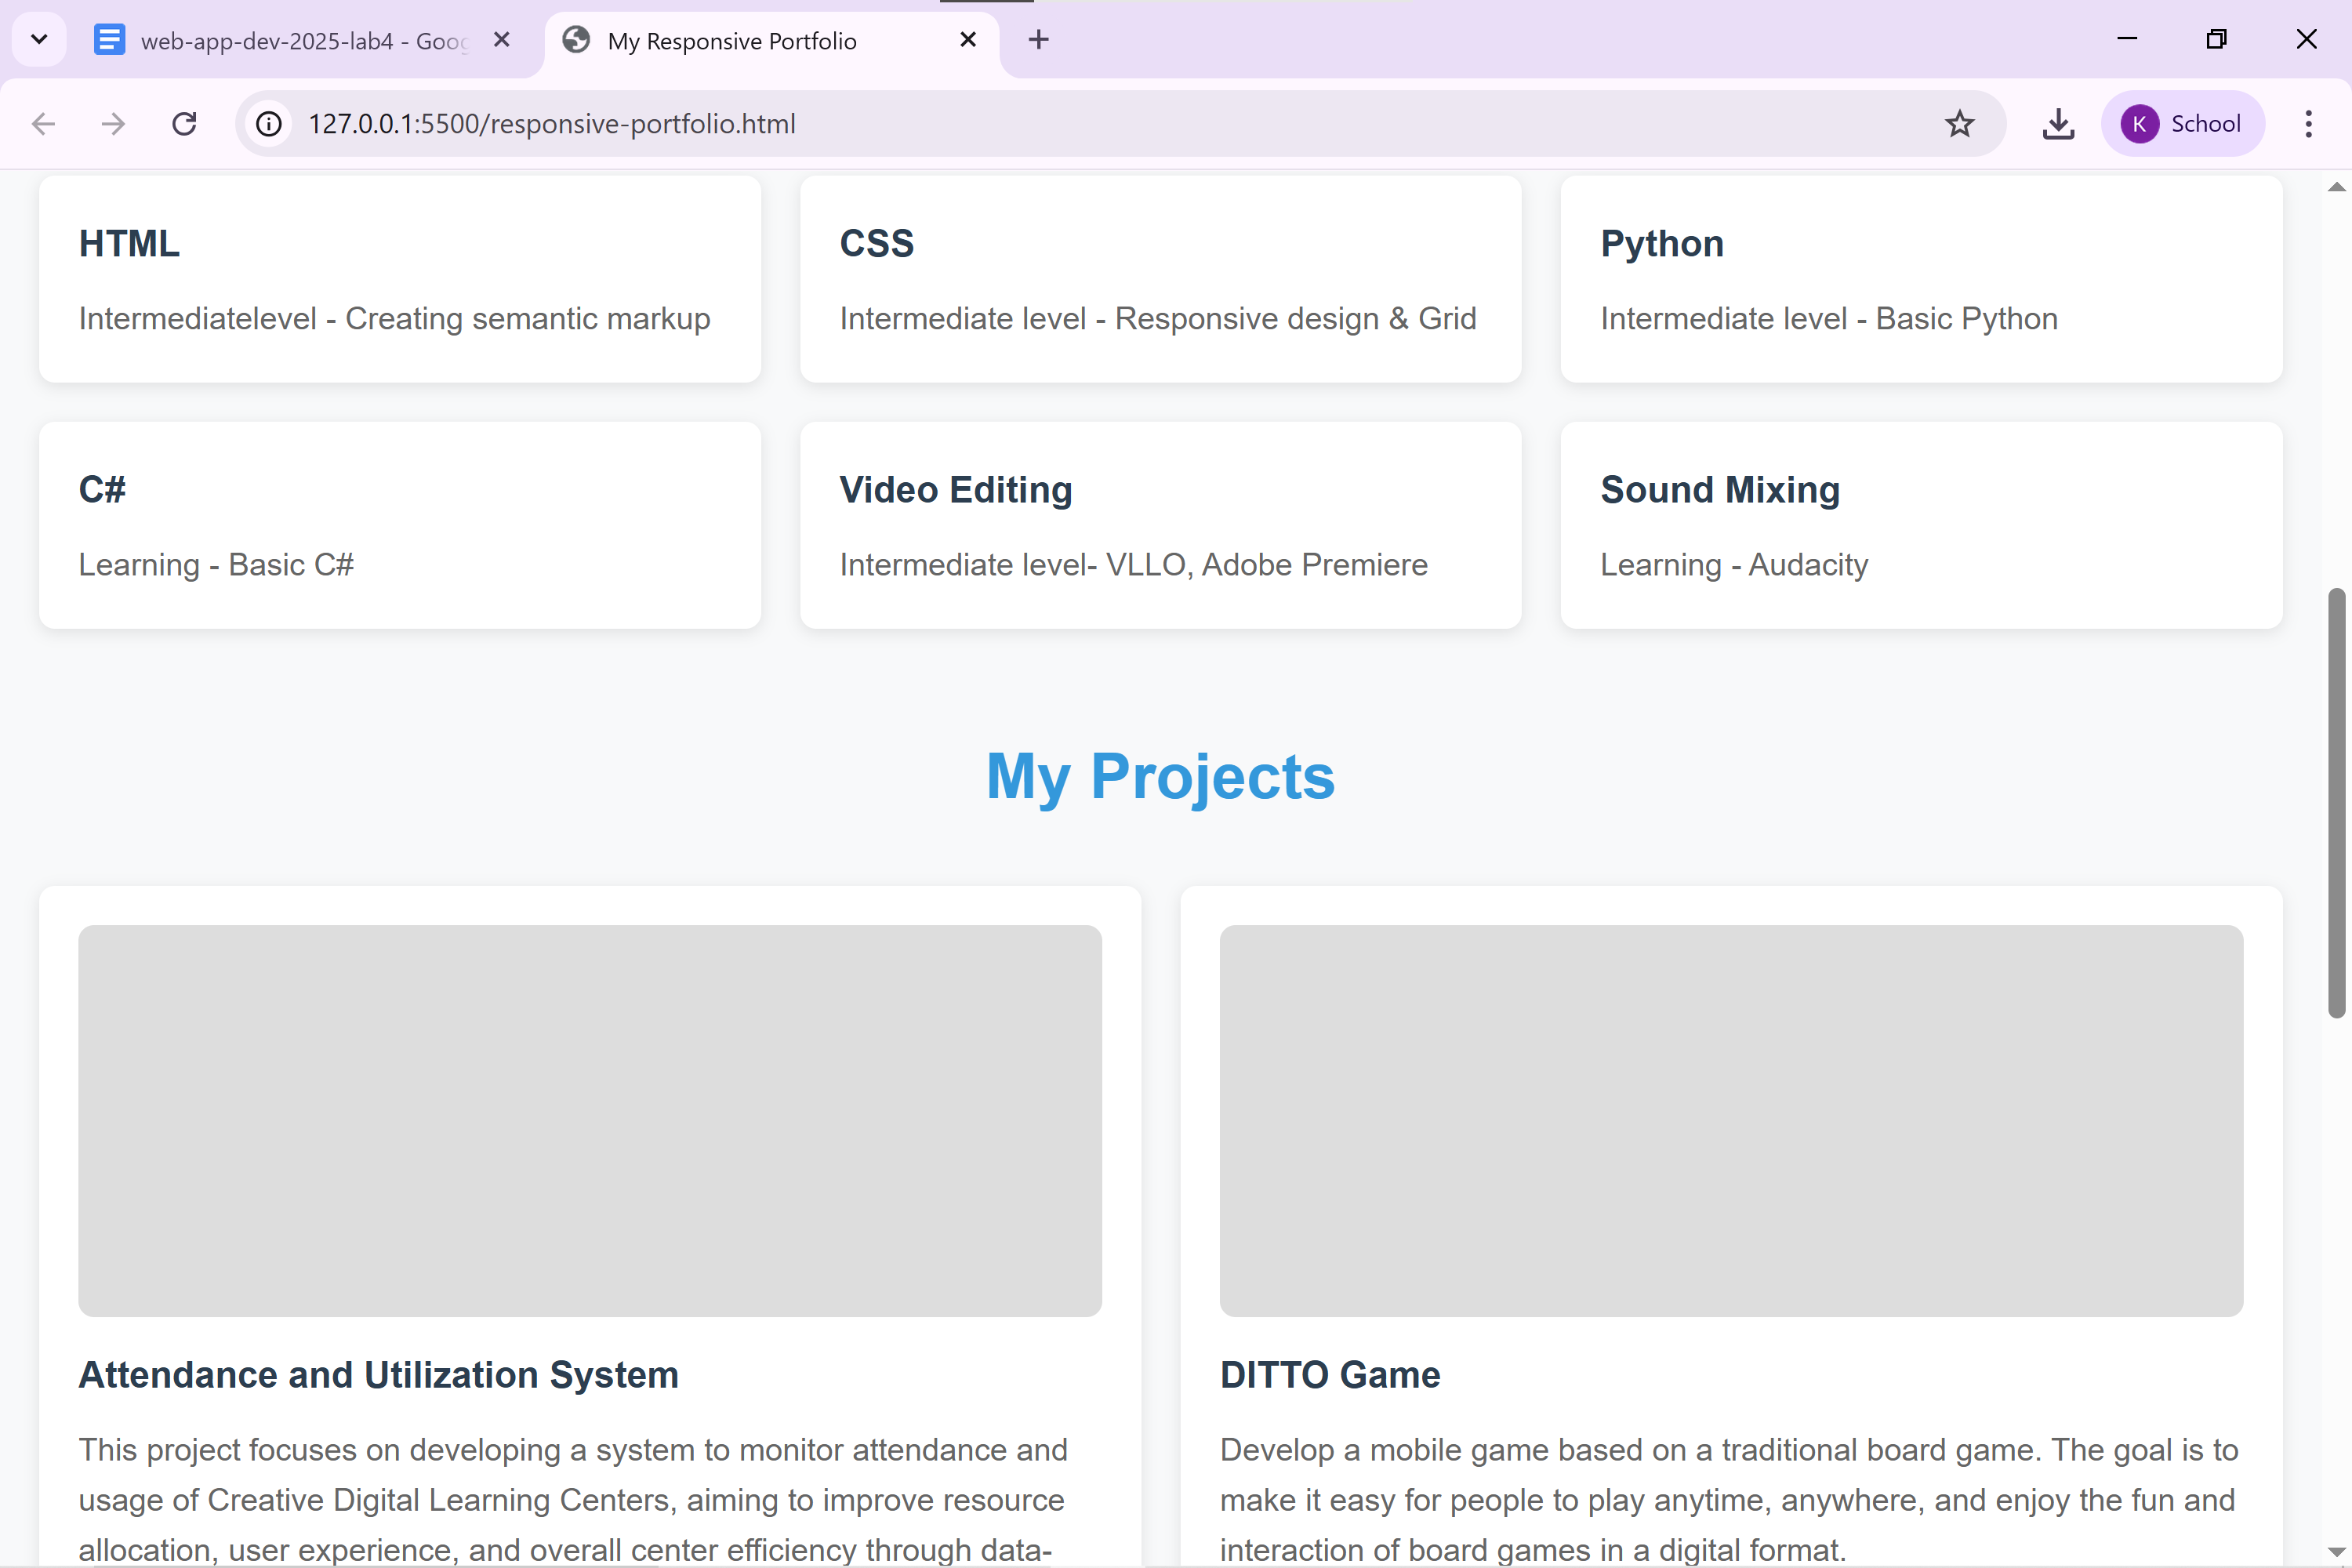 web-app-dev-2025-lab4 - Goog
My Responsive Portfolio
127.0.0.1:5500/responsive-portfolio.html
K School
HTML
Intermediatelevel - Creating semantic markup
CSS
Intermediate level - Responsive design & Grid
Python
Intermediate level - Basic Python
C#
Learning - Basic C#
Video Editing
Intermediate level- VLLO, Adobe Premiere
Sound Mixing
Learning - Audacity
My Projects
Attendance and Utilization System
This project focuses on developing a system to monitor attendance and
usage of Creative Digital Learning Centers, aiming to improve resource
allocation, user experience, and overall center efficiency through data-
DITTO Game
Develop a mobile game based on a traditional board game. The goal is to
make it easy for people to play anytime, anywhere, and enjoy the fun and
interaction of board games in a digital format.